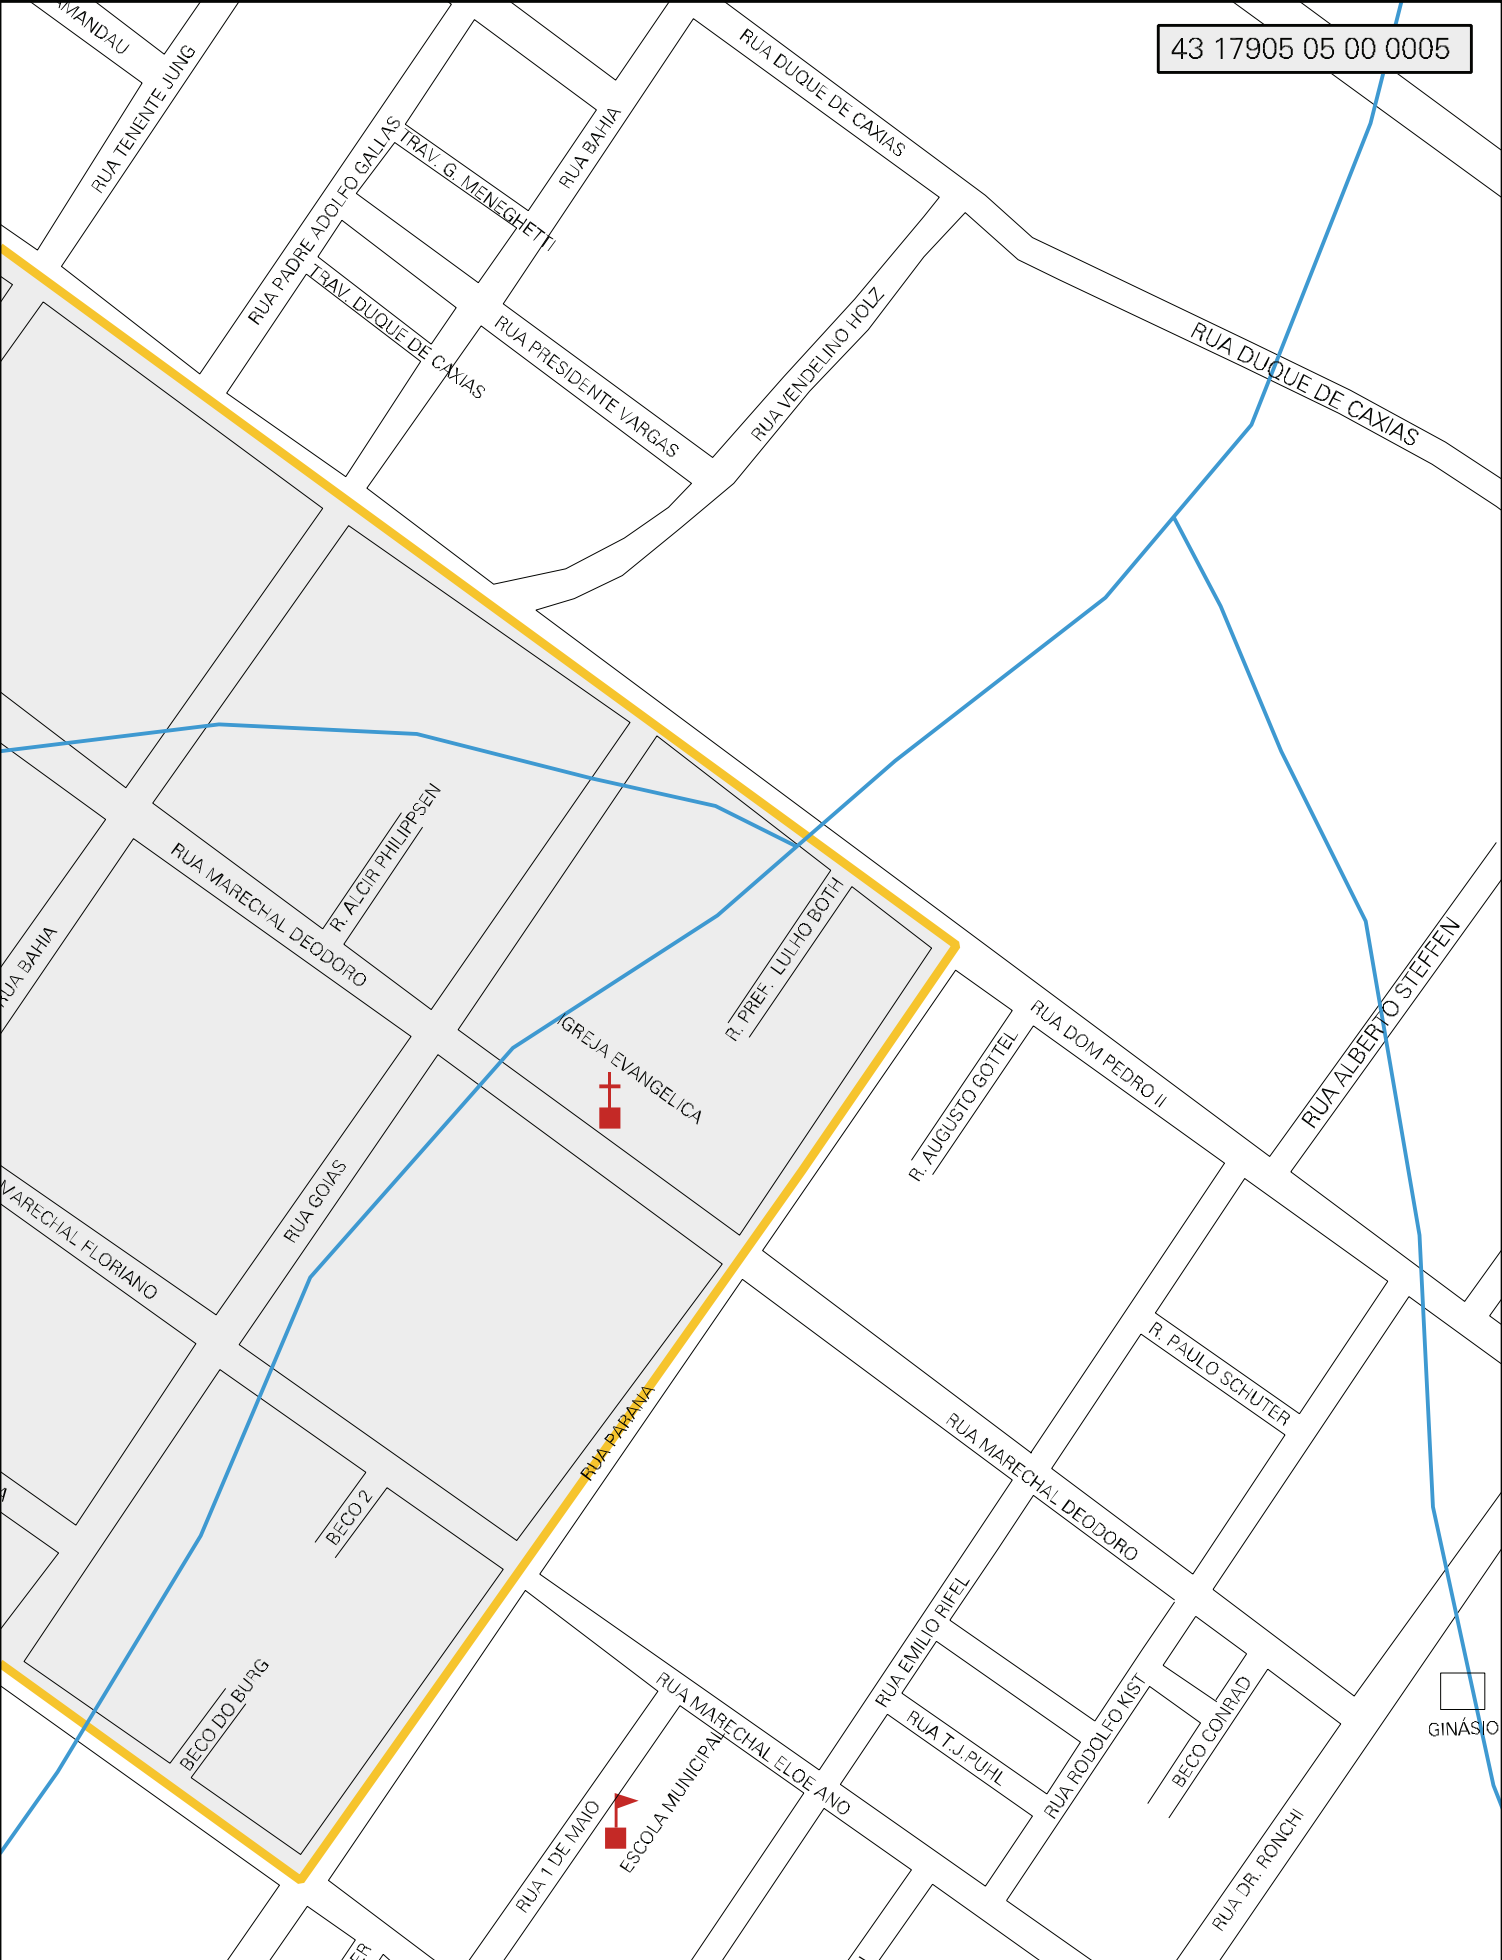 43 17905 05 00 0005
RUA TENENTE JUNG
RUA DUQUE DE CAXIAS
RUA PADRE ADOLFO GALLAS
TRAV. G. MENEGHETTI
RUA BAHIA
TRAV. DUQUE DE CAXIAS
RUA PRESIDENTE VARGAS
RUA VENDELINO HOLZ
RUA DUQUE DE CAXIAS
R. ALCIR PHILIPPSEN
RUA MARECHAL DEODORO
RUA BAHIA
R. PREF. LULHO BOTH
IGREJA EVANGELICA
RUA DOM PEDRO II
R. AUGUSTO GOTTEL
RUA ALBERTO STEFFEN
RUA GOIAS
MARECHAL FLORIANO
R. PAULO SCHUTER
RUA PARANA
RUA MARECHAL DEODORO
BECO 2
RUA EMILIO RIFEL
BECO DO BURG
RUA MARECHAL ELOE ANO
RUA T.J.PUHL
RUA RODOLFO KIST
BECO CONRAD
GINÁSIO
RUA 1 DE MAIO
ESCOLA MUNICIPAL
RUA DR. RONCHI